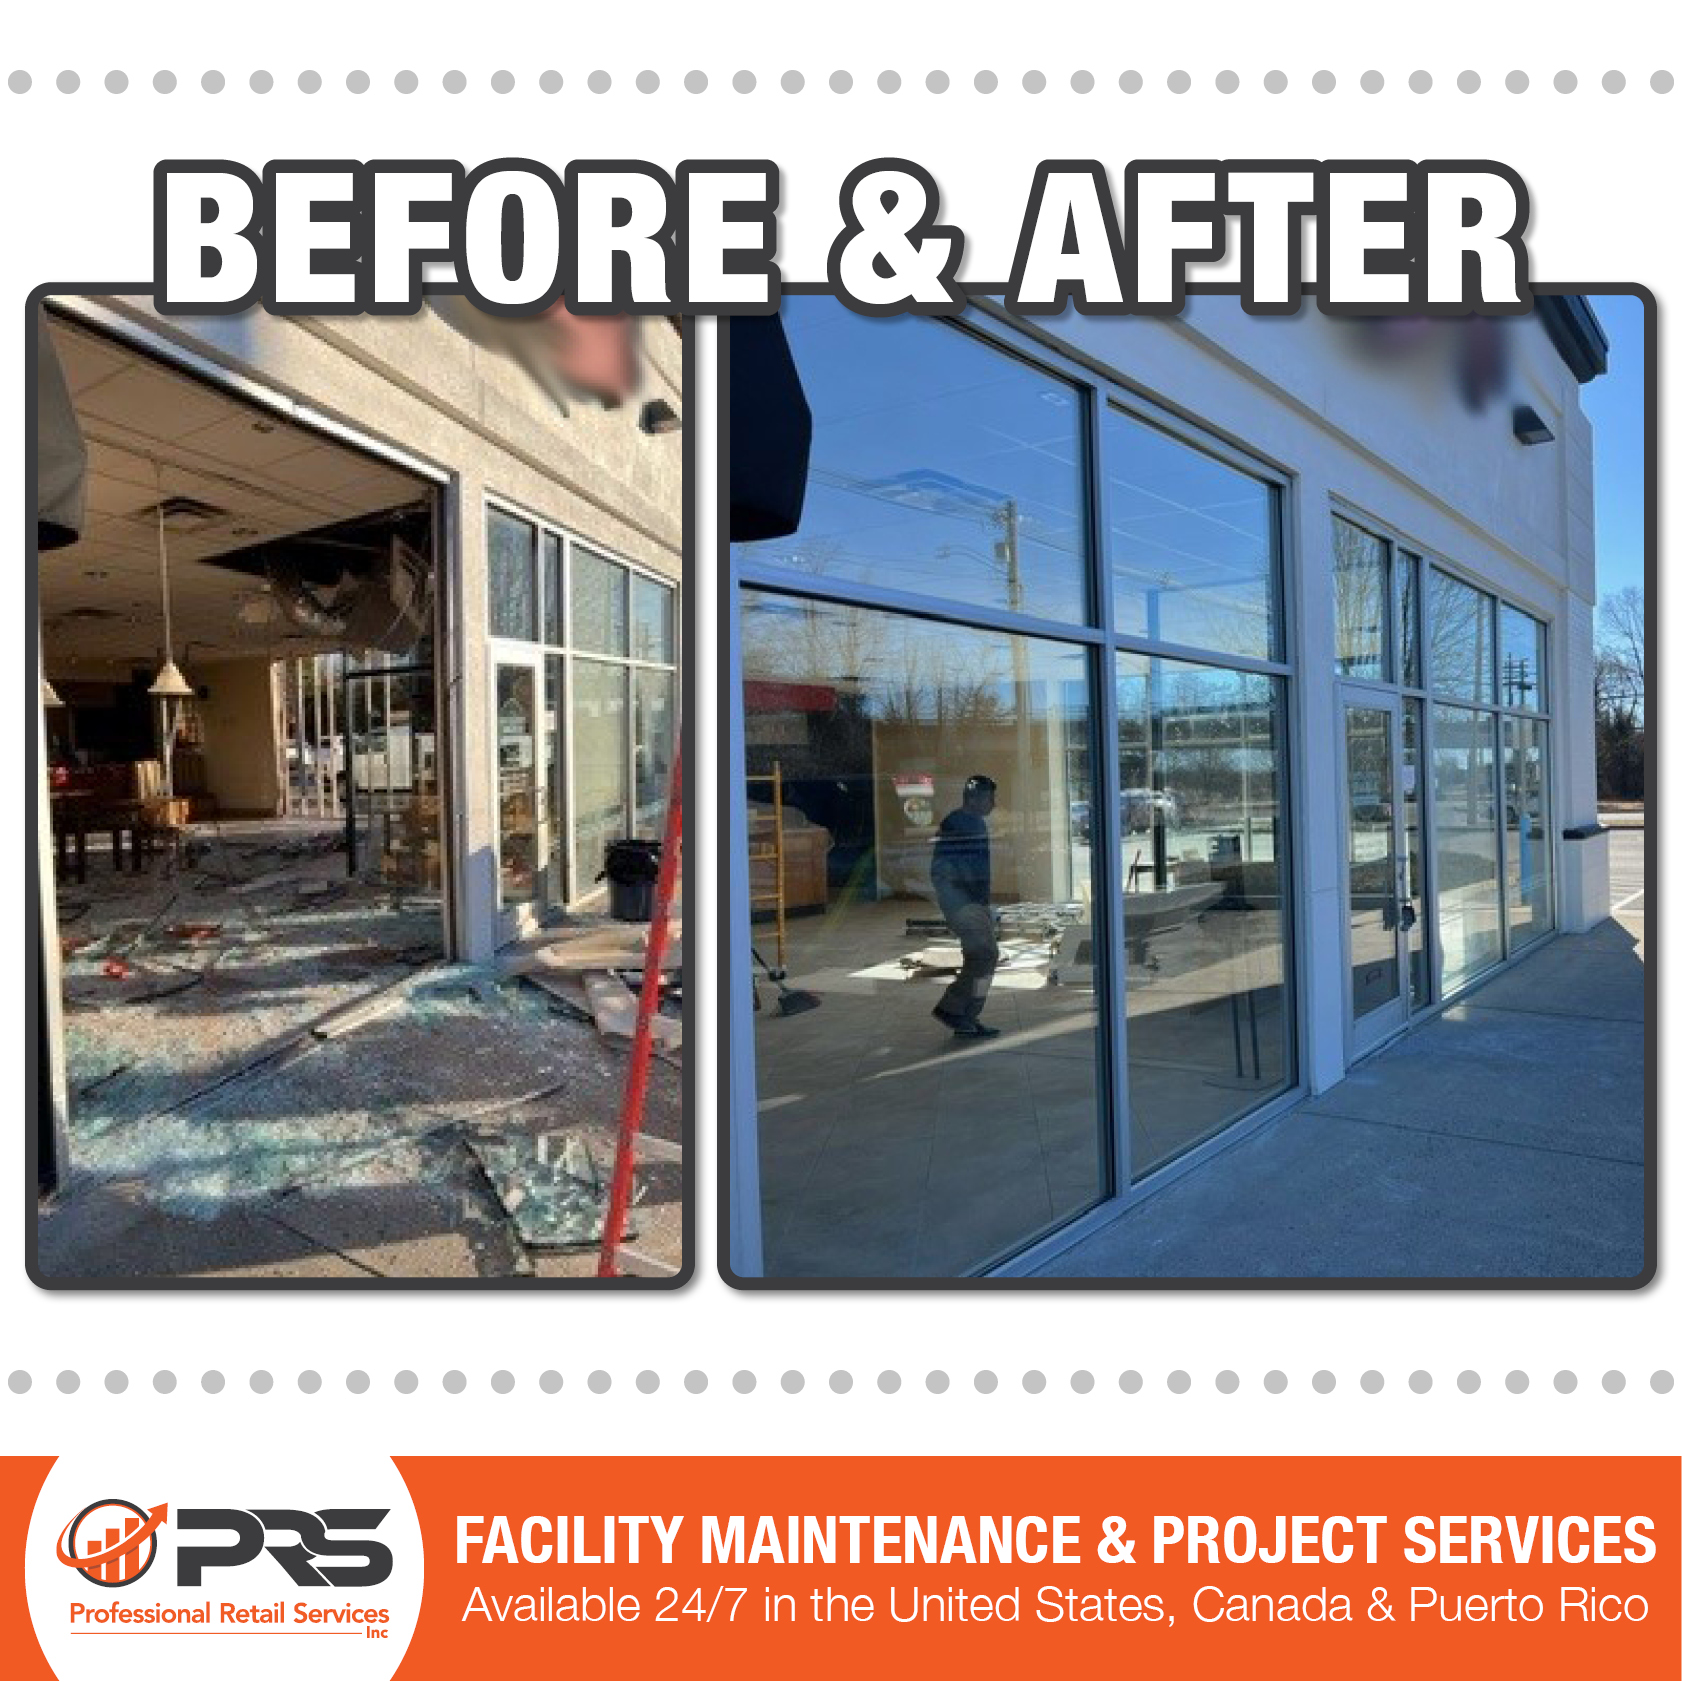 BEFORE & AFTER
PRS
Professional Retail Services
Inc
FACILITY MAINTENANCE & PROJECT SERVICES
Available 24/7 in the United States, Canada & Puerto Rico